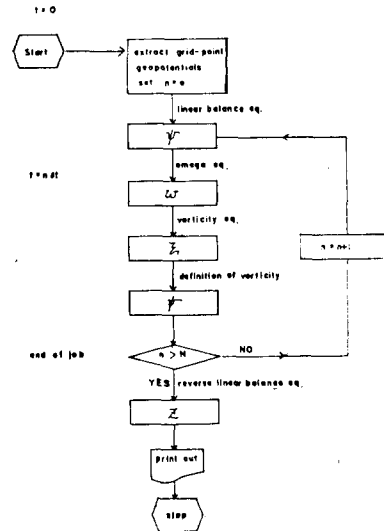 t = 0
Start
extract grid-point
geopotentials
set n = o
linear balance eq.
ψ
omega eq.
t = nΔt
ω
vorticity eq.
n = n+1
definition of vorticity
ψ
end of job
n > N
NO
YES
reverse linear balance eq.
Z
print out
stop